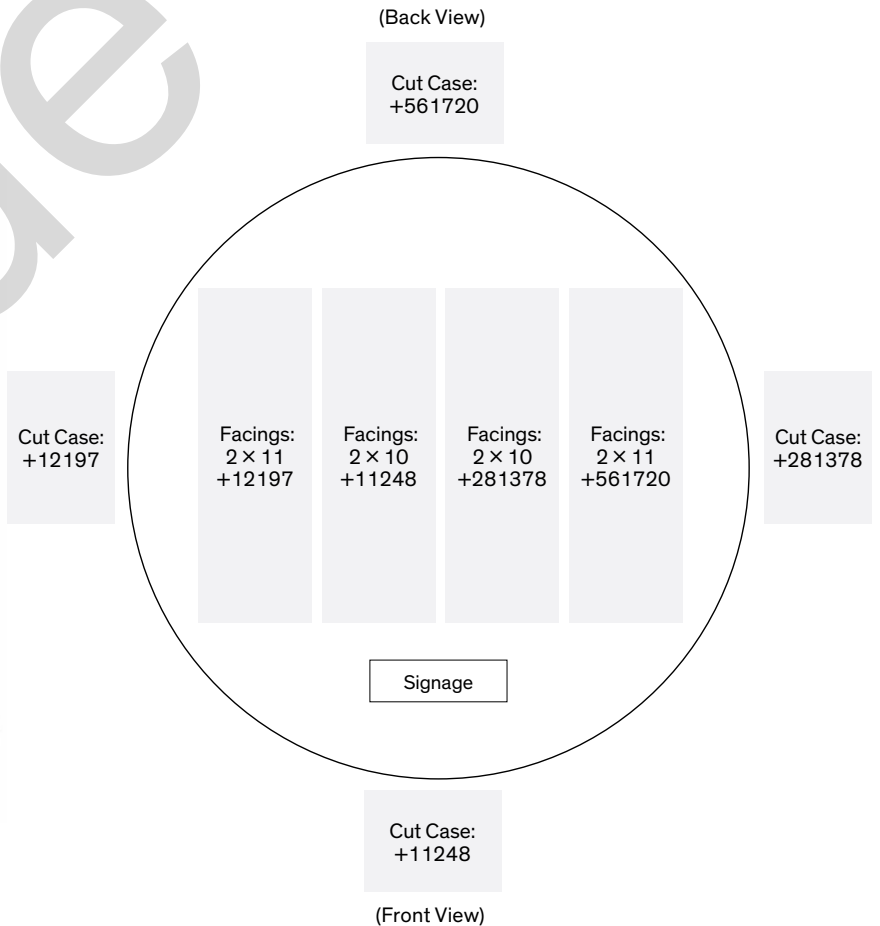 (Back View)
Cut Case:
+561720
Cut Case:
+12197
Facings:
2 × 11
+12197
Facings:
2 × 10
+11248
Facings:
2 × 10
+281378
Facings:
2 × 11
+561720
Cut Case:
+281378
Signage
Cut Case:
+11248
(Front View)